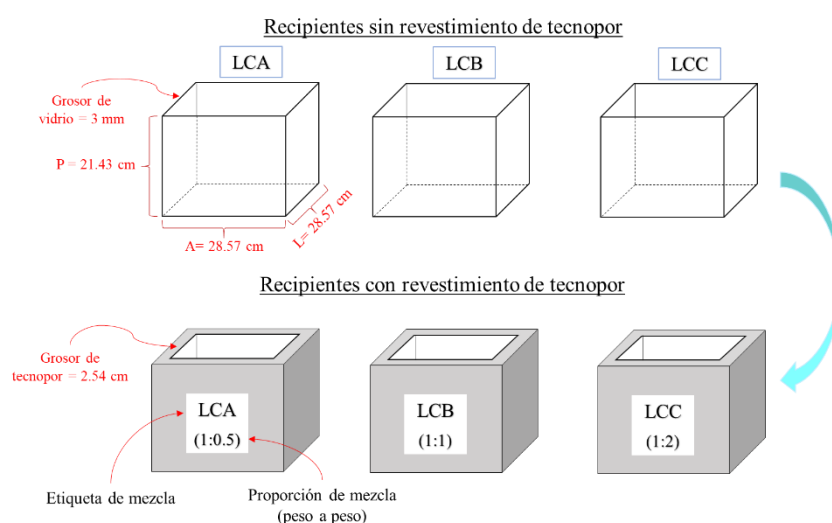 Recipientes sin revestimiento de tecnopor
LCA
LCB
LCC
Grosor de
vidrio = 3 mm
P = 21.43 cm
A= 28.57 cm
L= 28.57 cm
Recipientes con revestimiento de tecnopor
Grosor de
tecnopor = 2.54 cm
LCA
(1:0.5)
LCB
(1:1)
LCC
(1:2)
Etiqueta de mezcla
Proporción de mezcla
(peso a peso)